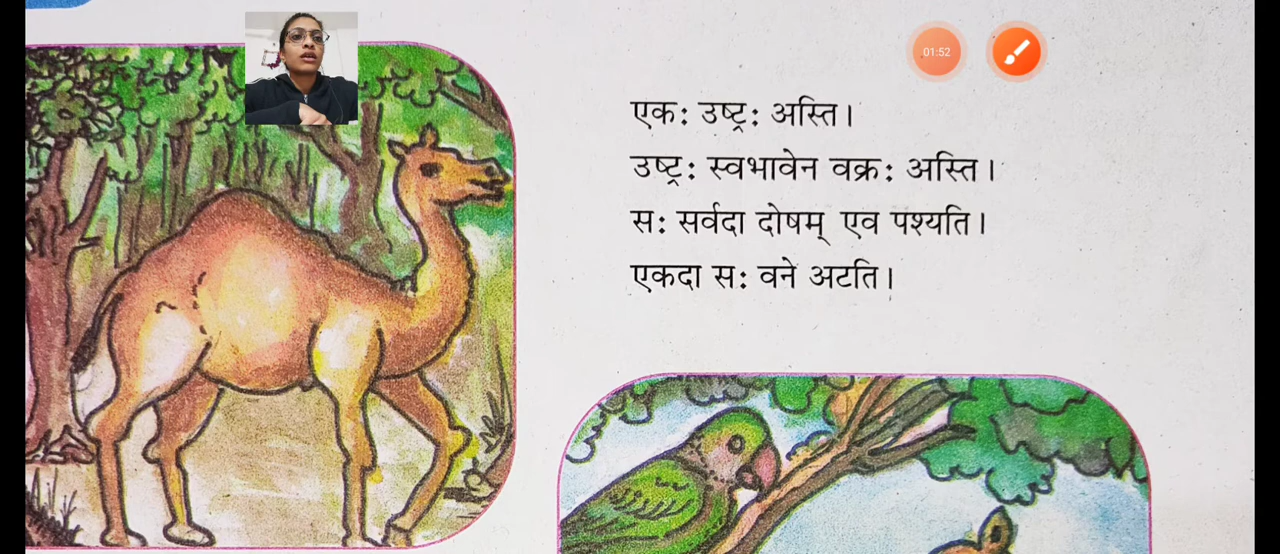 01:52
एक: उष्ट्र: अस्ति।
उष्ट्र: स्वभावेन वक्र: अस्ति।
स: सर्वदा दोषम् एव पश्यति।
एकदा स: वने अटति।